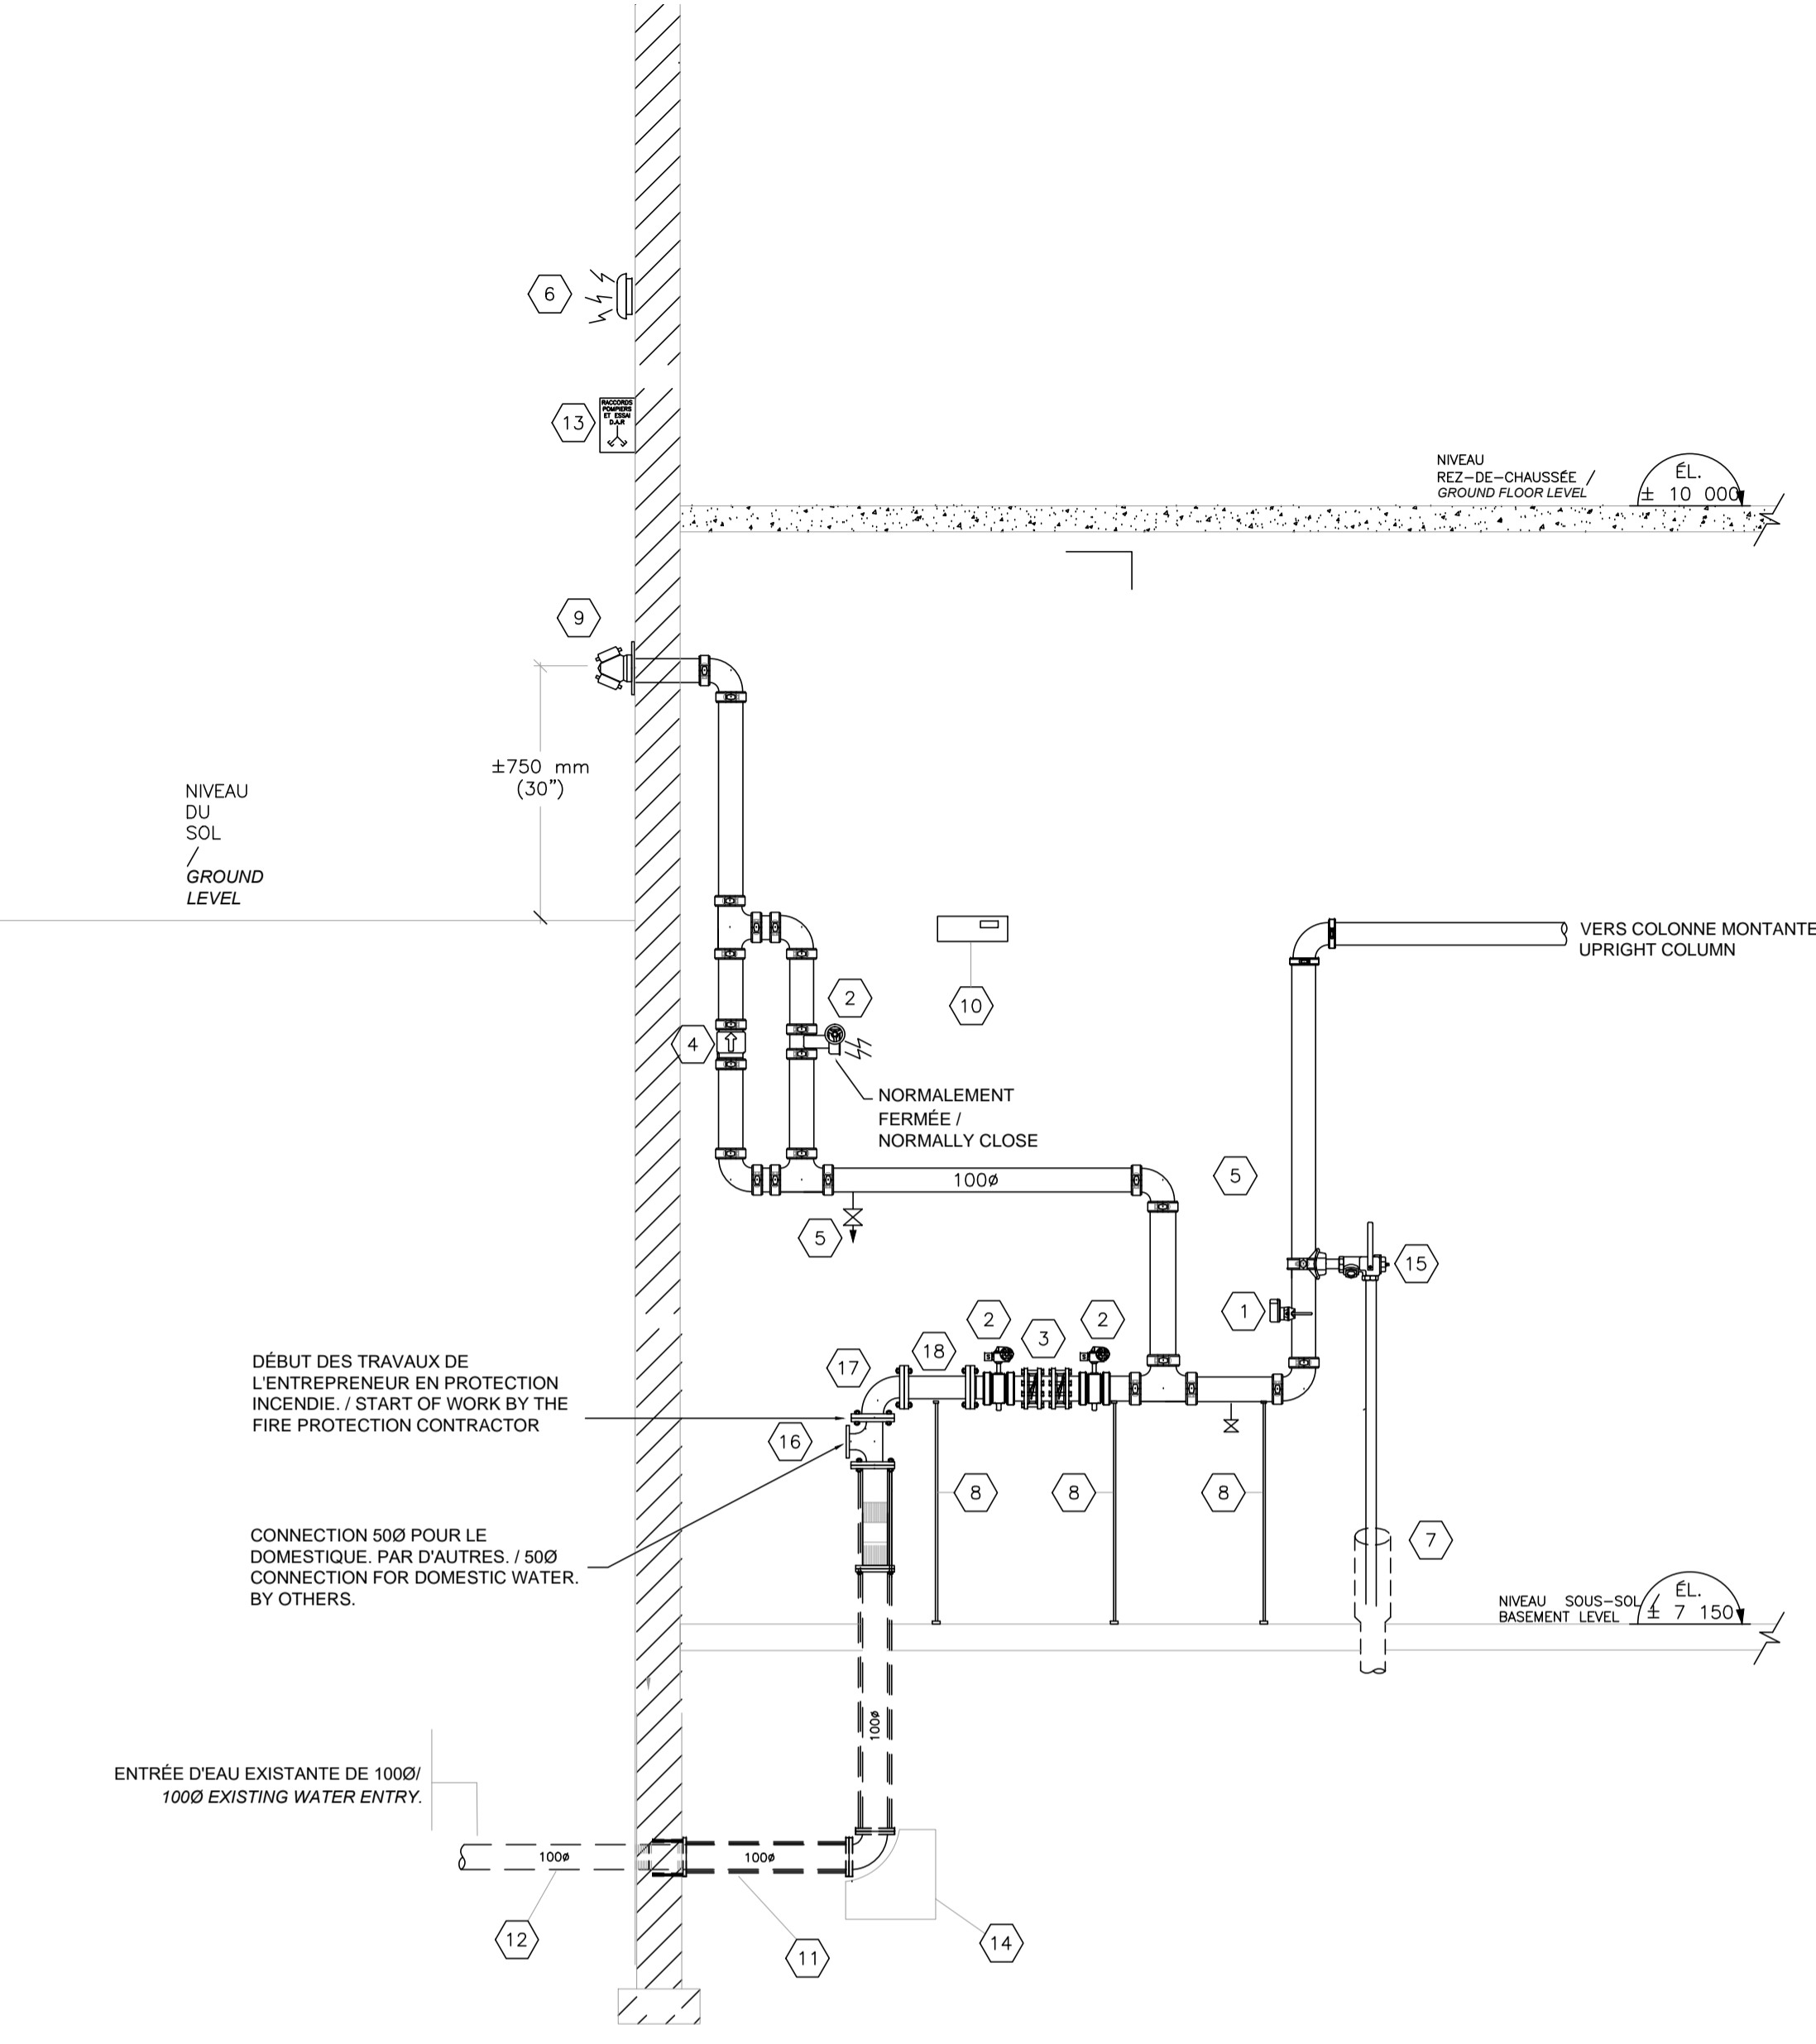 6
RACCORDS
POMPIERS
ET ESSAI
D.A.R
13
NIVEAU
REZ-DE-CHAUSSÉE /
GROUND FLOOR LEVEL
ÉL.
± 10 000
9
±750 mm
(30")
NIVEAU
DU
SOL
/
GROUND
LEVEL
VERS COLONNE MONTANTE
UPRIGHT COLUMN
2
10
4
NORMALEMENT
FERMÉE /
NORMALLY CLOSE
100ø
5
5
15
1
2
3
2
18
17
DÉBUT DES TRAVAUX DE
L'ENTREPRENEUR EN PROTECTION
INCENDIE. / START OF WORK BY THE
FIRE PROTECTION CONTRACTOR
16
8
8
8
7
CONNECTION 50Ø POUR LE
DOMESTIQUE. PAR D'AUTRES. / 50Ø
CONNECTION FOR DOMESTIC WATER.
BY OTHERS.
NIVEAU SOUS-SOL /
BASEMENT LEVEL
ÉL.
± 7 150
100ø
ENTRÉE D'EAU EXISTANTE DE 100Ø/
100Ø EXISTING WATER ENTRY.
100ø
100ø
12
11
14